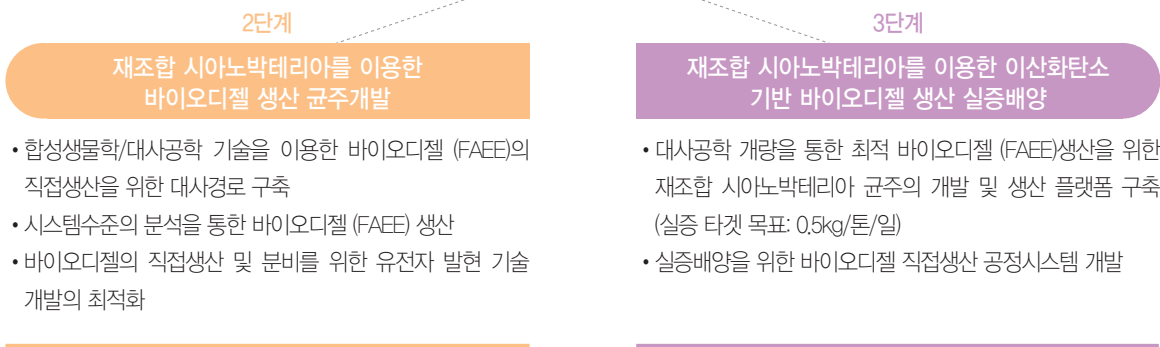 2단계
재조합 시아노박테리아를 이용한
바이오디젤 생산 균주개발
• 합성생물학/대사공학 기술을 이용한 바이오디젤 (FAEE)의
직접생산을 위한 대사경로 구축
• 시스템수준의 분석을 통한 바이오디젤 (FAEE) 생산
• 바이오디젤의 직접생산 및 분비를 위한 유전자 발현 기술
개발의 최적화
3단계
재조합 시아노박테리아를 이용한 이산화탄소
기반 바이오디젤 생산 실증배양
• 대사공학 개량을 통한 최적 바이오디젤 (FAEE)생산을 위한
재조합 시아노박테리아 균주의 개발 및 생산 플랫폼 구축
(실증 타겟 목표: 0.5kg/톤/일)
• 실증배양을 위한 바이오디젤 직접생산 공정시스템 개발